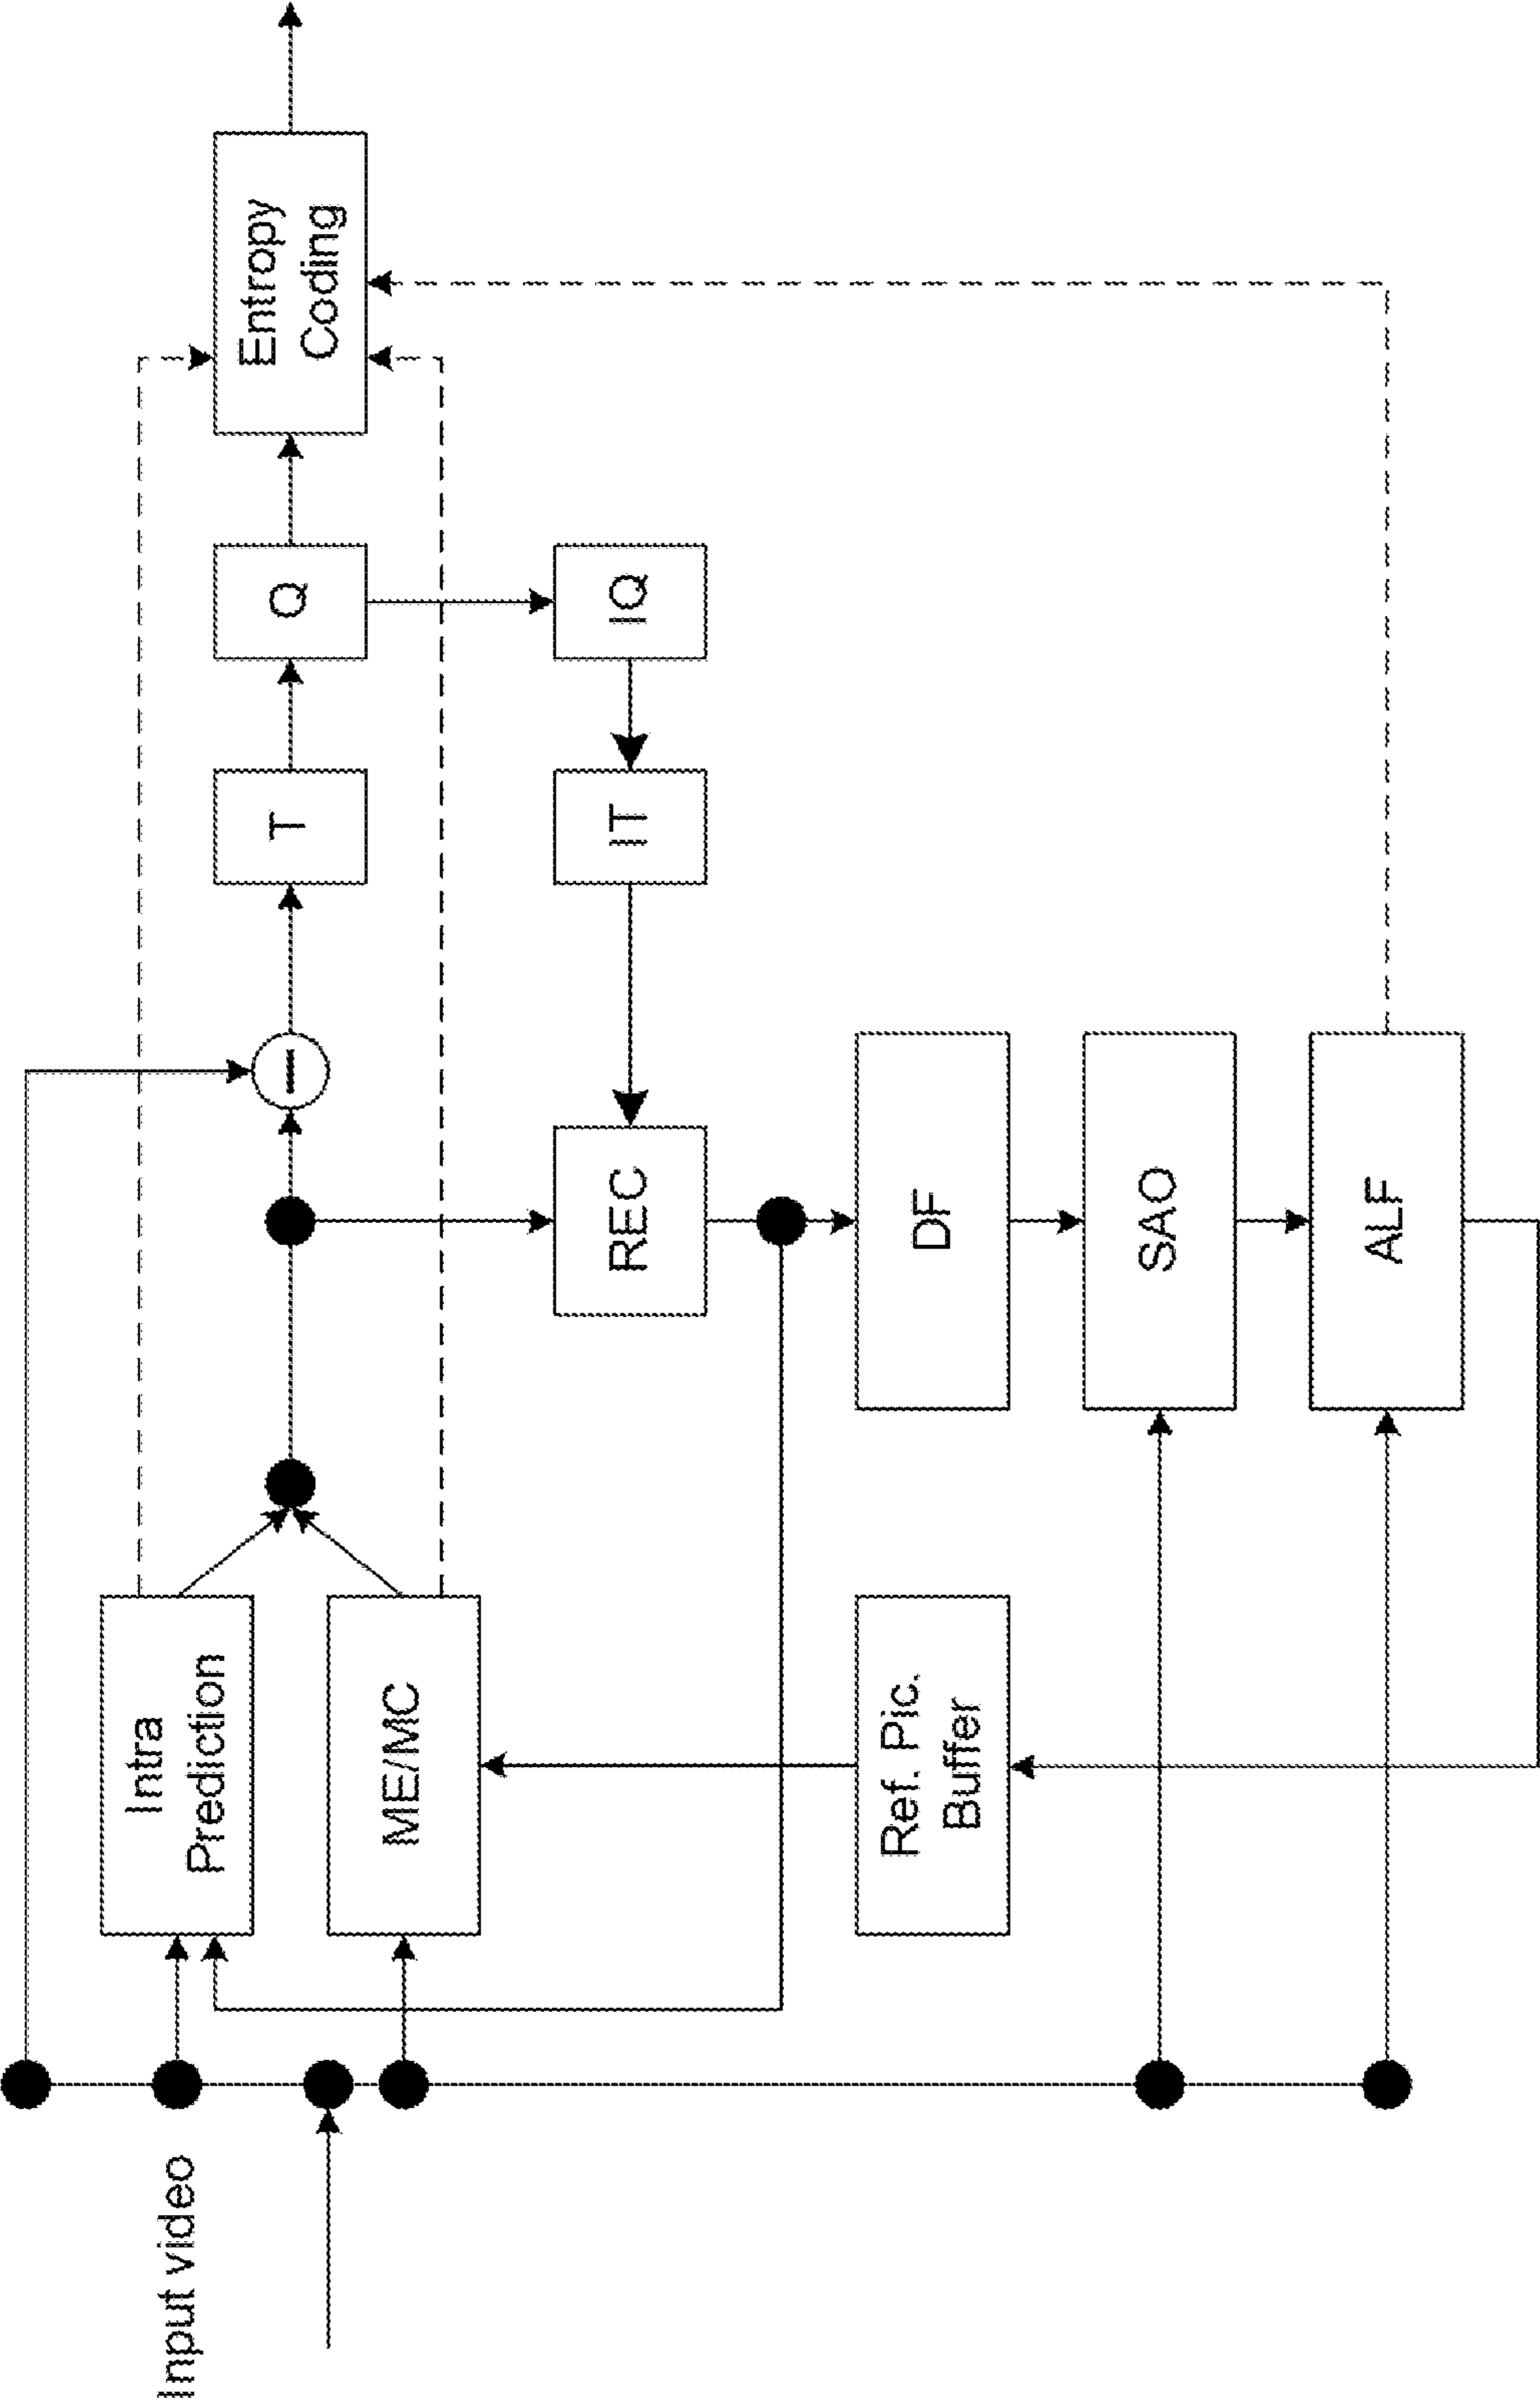 Input video
Intra
Prediction
T
Q
Entropy
Coding
ME/MC
REC
IT
IQ
Ref. Pic.
Buffer
DF
SAO
ALF